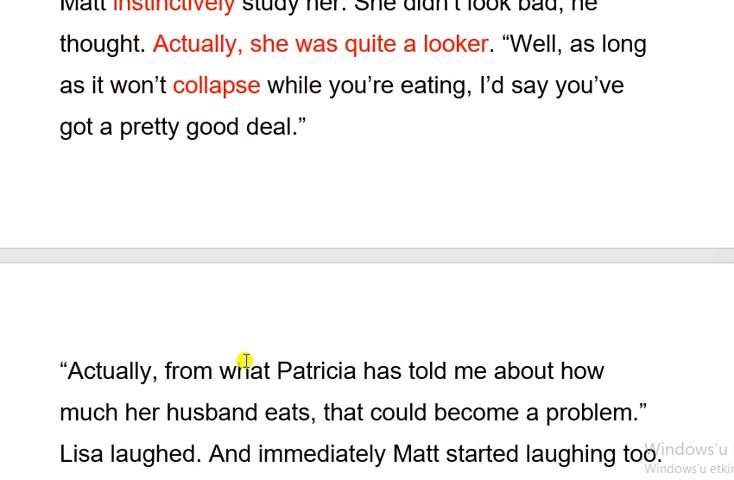 Matt instinctively study her. She didn't look bad, he
thought. Actually, she was quite a looker. “Well, as long
as it won’t collapse while you’re eating, I’d say you’ve
got a pretty good deal.”
“Actually, from what Patricia has told me about how
much her husband eats, that could become a problem.”
Lisa laughed. And immediately Matt started laughing too.
Windows'u
Windows'u etkin